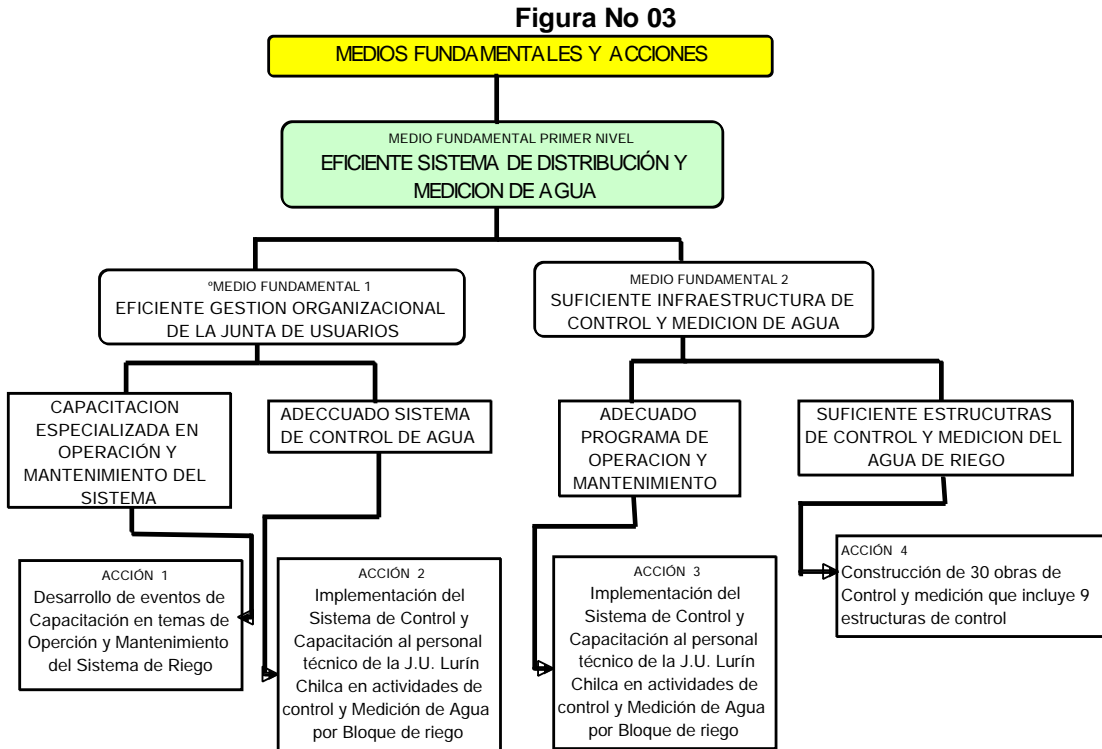 Figura No 03
MEDIOS FUNDAMENTALES Y ACCIONES
MEDIO FUNDAMENTAL PRIMER NIVEL
EFICIENTE SISTEMA DE DISTRIBUCIÓN Y
MEDICION DE AGUA
°MEDIO FUNDAMENTAL 1
EFICIENTE GESTION ORGANIZACIONAL
DE LA JUNTA DE USUARIOS
MEDIO FUNDAMENTAL 2
SUFICIENTE INFRAESTRUCTURA DE
CONTROL Y MEDICION DE AGUA
CAPACITACION
ESPECIALIZADA EN
OPERACIÓN Y
MANTENIMIENTO DEL
SISTEMA
ADECCUADO SISTEMA
DE CONTROL DE AGUA
ADECUADO
PROGRAMA DE
OPERACION Y
MANTENIMIENTO
SUFICIENTE ESTRUCUTRAS
DE CONTROL Y MEDICION DEL
AGUA DE RIEGO
ACCIÓN 1
Desarrollo de eventos de
Capacitación en temas de
Operción y Mantenimiento
del Sistema de Riego
ACCIÓN 2
Implementación del
Sistema de Control y
Capacitación al personal
técnico de la J.U. Lurín
Chilca en actividades de
control y Medición de Agua
por Bloque de riego
ACCIÓN 3
Implementación del
Sistema de Control y
Capacitación al personal
técnico de la J.U. Lurín
Chilca en actividades de
control y Medición de Agua
por Bloque de riego
ACCIÓN 4
Construcción de 30 obras de
Control y medición que incluye 9
estructuras de control